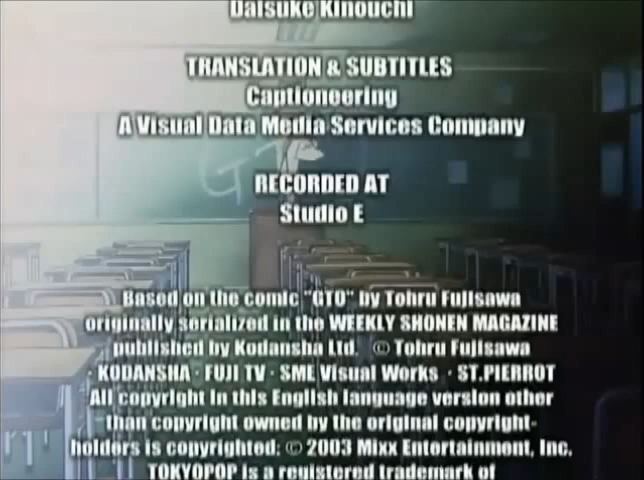 Daisuke Kinouchi
TRANSLATION & SUBTITLES
Captioneering
A Visual Data Media Services Company
GT
RECORDED AT
Studio E
Based on the comic "GTO" by Tohru Fujisawa
originally serialized in the WEEKLY SHONEN MAGAZINE
published by Kodansha Ltd. © Tohru Fujisawa
· KODANSHA · FUJI TV · SML Visual Works · ST.PIERROT
All copyright in this English language version other
than copyright owned by the original copyright-
holders is copyrighted: © 2003 Mixx Entertainment, Inc.
TOKYOPOP is a registered trademark of